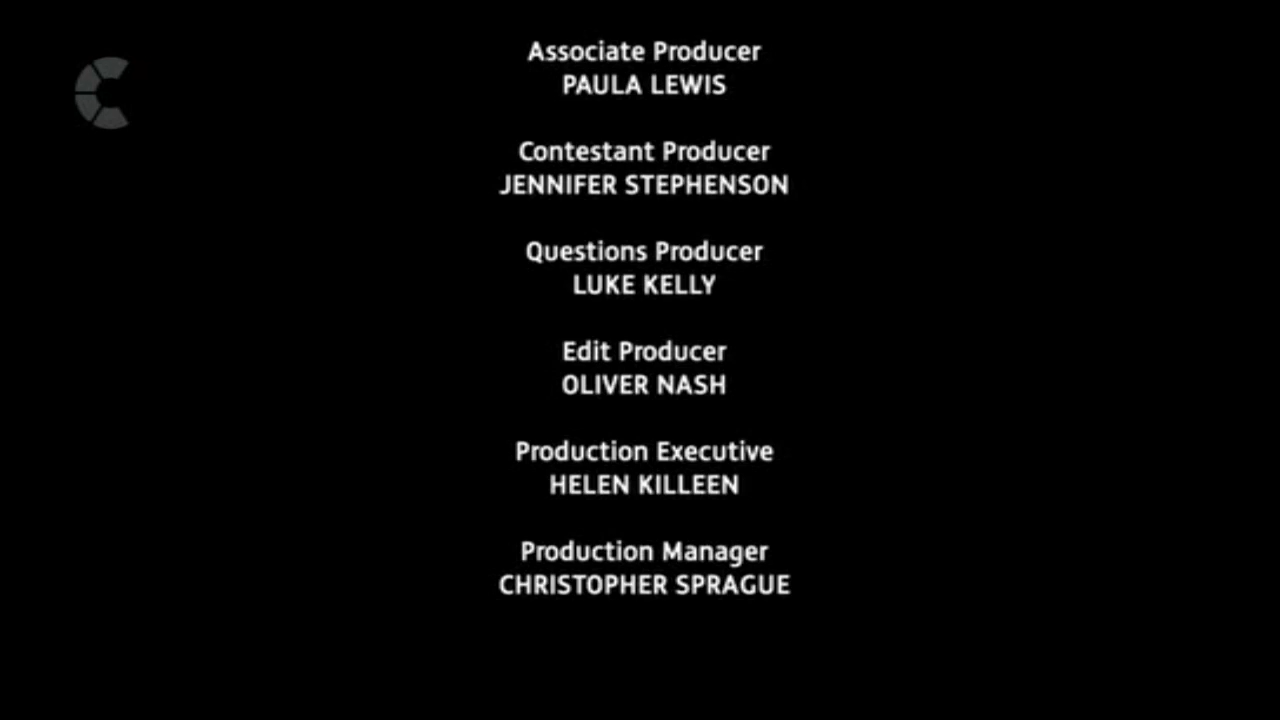 Associate Producer
PAULA LEWIS
Contestant Producer
JENNIFER STEPHENSON
Questions Producer
LUKE KELLY
Edit Producer
OLIVER NASH
Production Executive
HELEN KILLEEN
Production Manager
CHRISTOPHER SPRAGUE